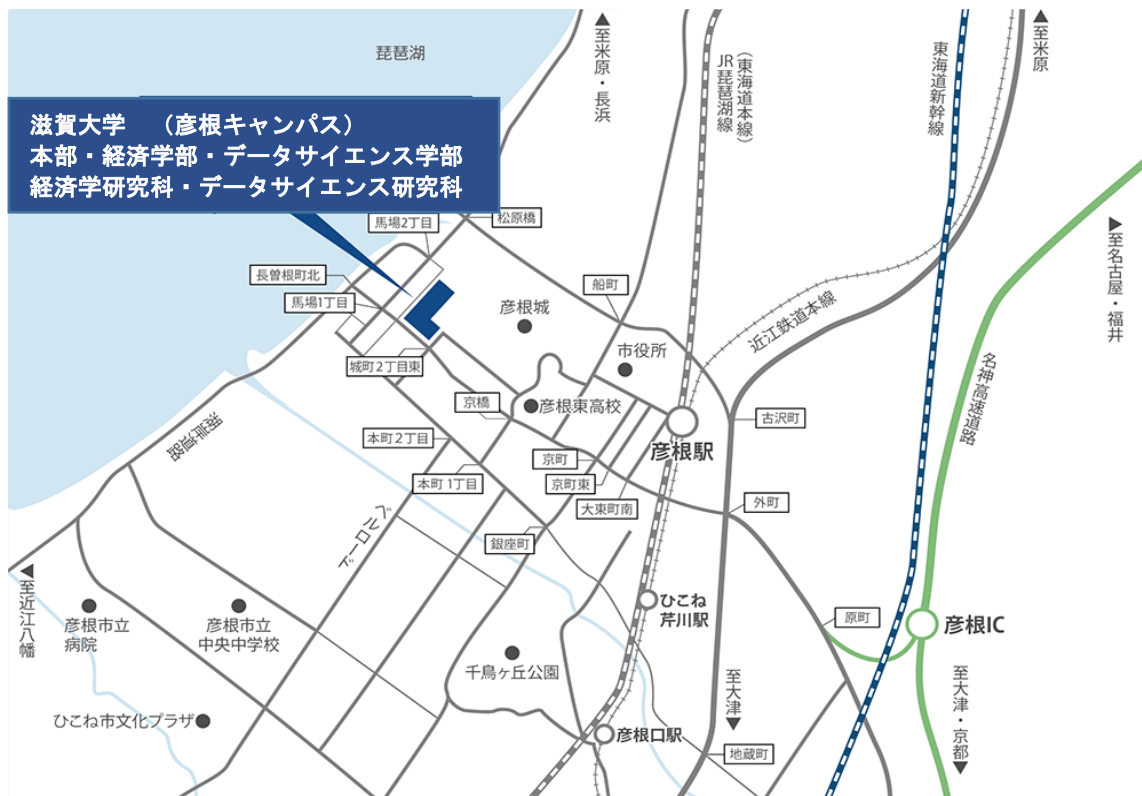 琵琶湖
▲至米原・長浜
JR琵琶湖線
(東海道本線)
東海道新幹線
▲至米原
滋賀大学　（彦根キャンパス）
本部・経済学部・データサイエンス学部
経済学研究科・データサイエンス研究科
馬場2丁目
松原橋
▲至名古屋・福井
長曽根町北
馬場1丁目
船町
彦根城
近江鉄道本線
市役所
城町２丁目東
名神高速道路
京橋
彦根東高校
古沢町
湖岸道路
本町２丁目
彦根駅
京町
本町1丁目
京町東
大東町南
外町
ベルロード
銀座町
▲至近江八幡
ひこね
芹川駅
彦根市立
病院
彦根市立
中央中学校
原町
彦根IC
千鳥ヶ丘公園
至大津▼
至大津・京都▼
ひこね市文化プラザ
彦根口駅
地蔵町